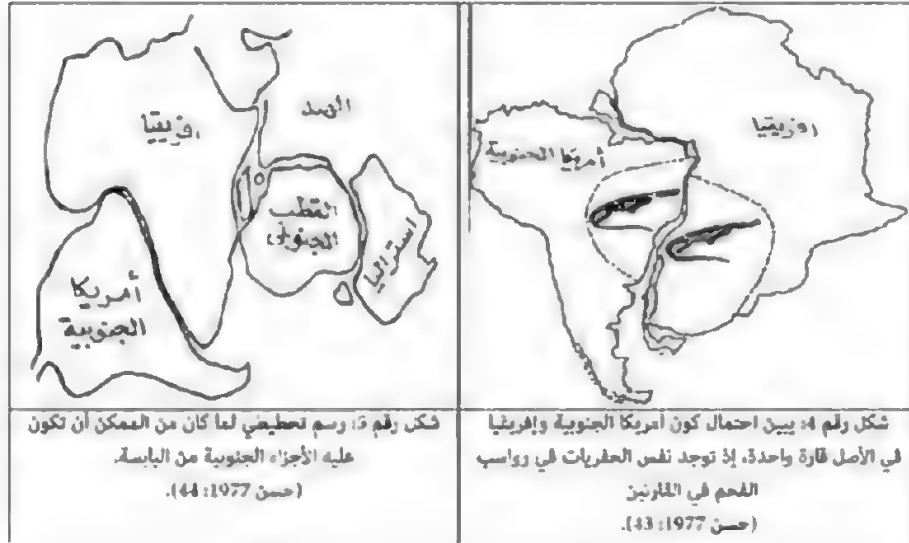 افريقيا
أمريكا الجنوبية
شكل رقم 4: يبين احتمال كون أمريكا الجنوبية وإفريقيا
في الأصل قارة واحدة، إذ توجد نفس الحفريات في رواسب
الفحم في القارتين
(حسن 1977: 43).
الهند
افريقيا
القطب
الجنوبي
استراليا
أمريكا
الجنوبية
شكل رقم 5: رسم تخطيطي لما كان من الممكن أن تكون
عليه الأجزاء الجنوبية من اليابسة.
(حسن 1977: 44).